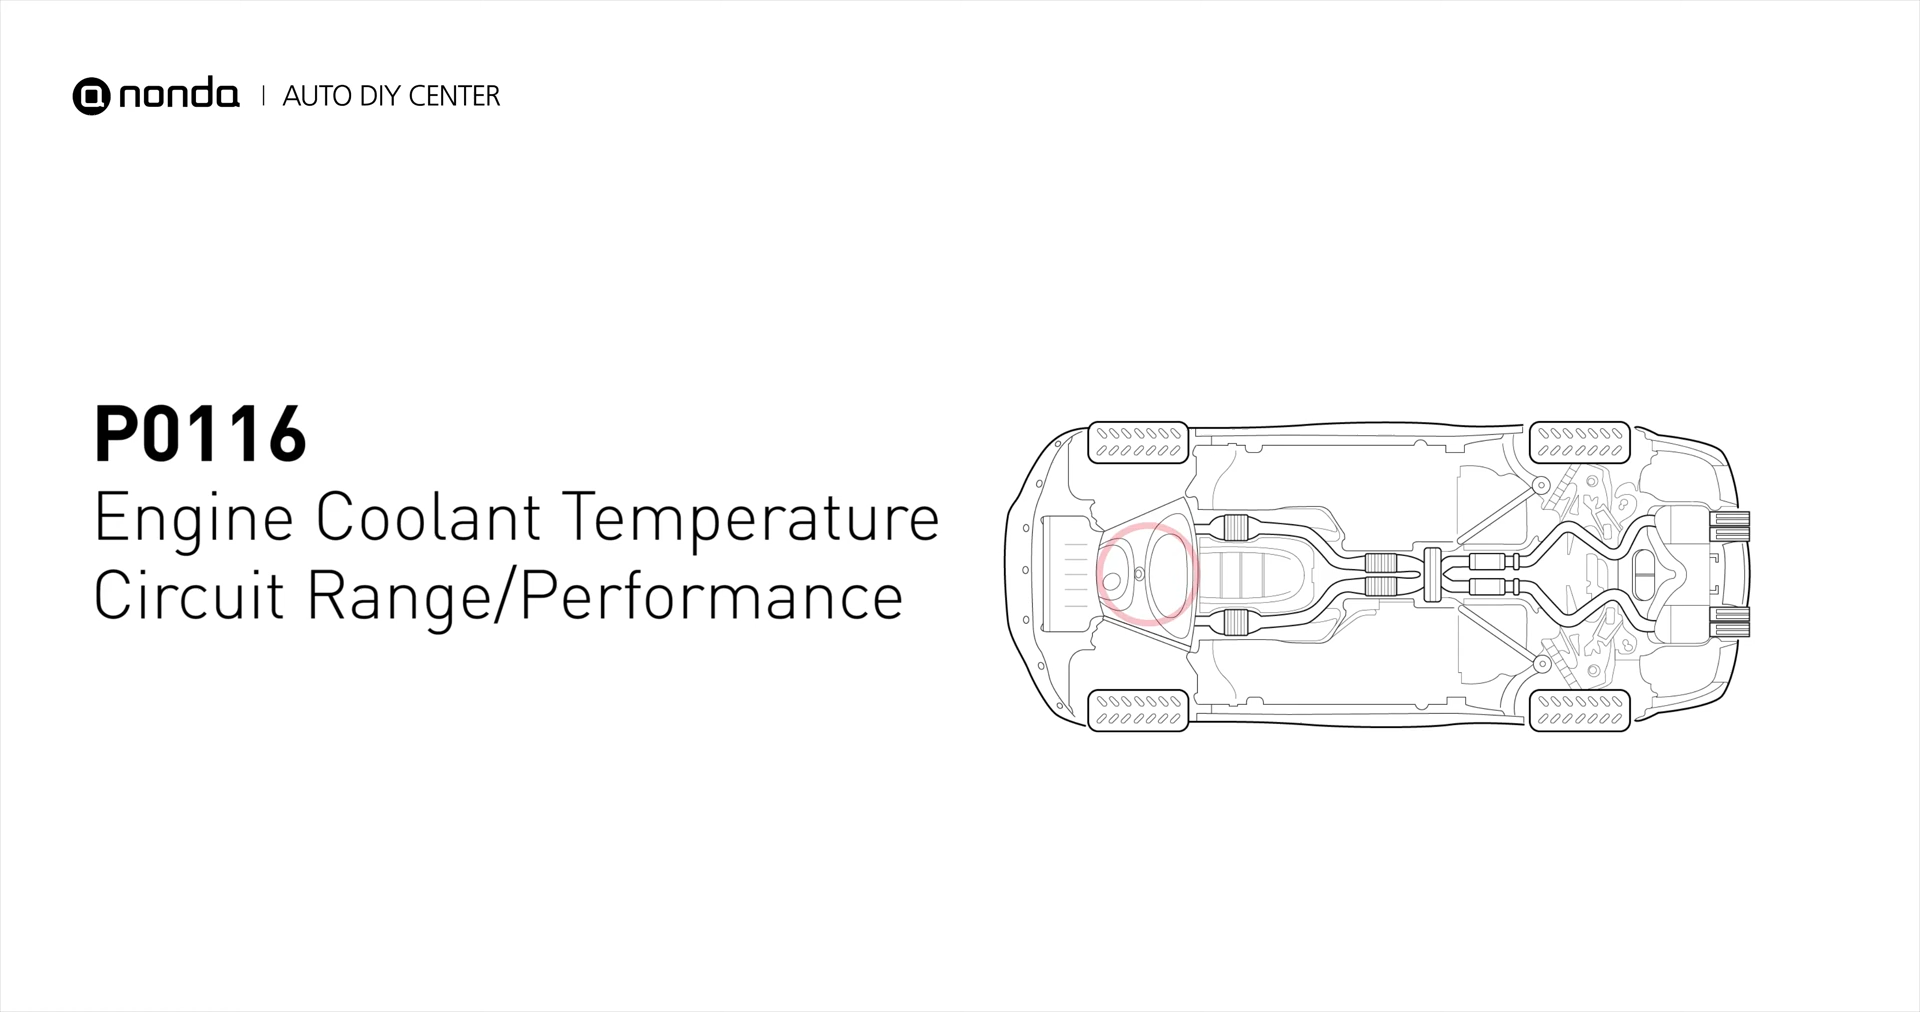 nonda | AUTO DIY CENTER
P0116
Engine Coolant Temperature
Circuit Range/Performance